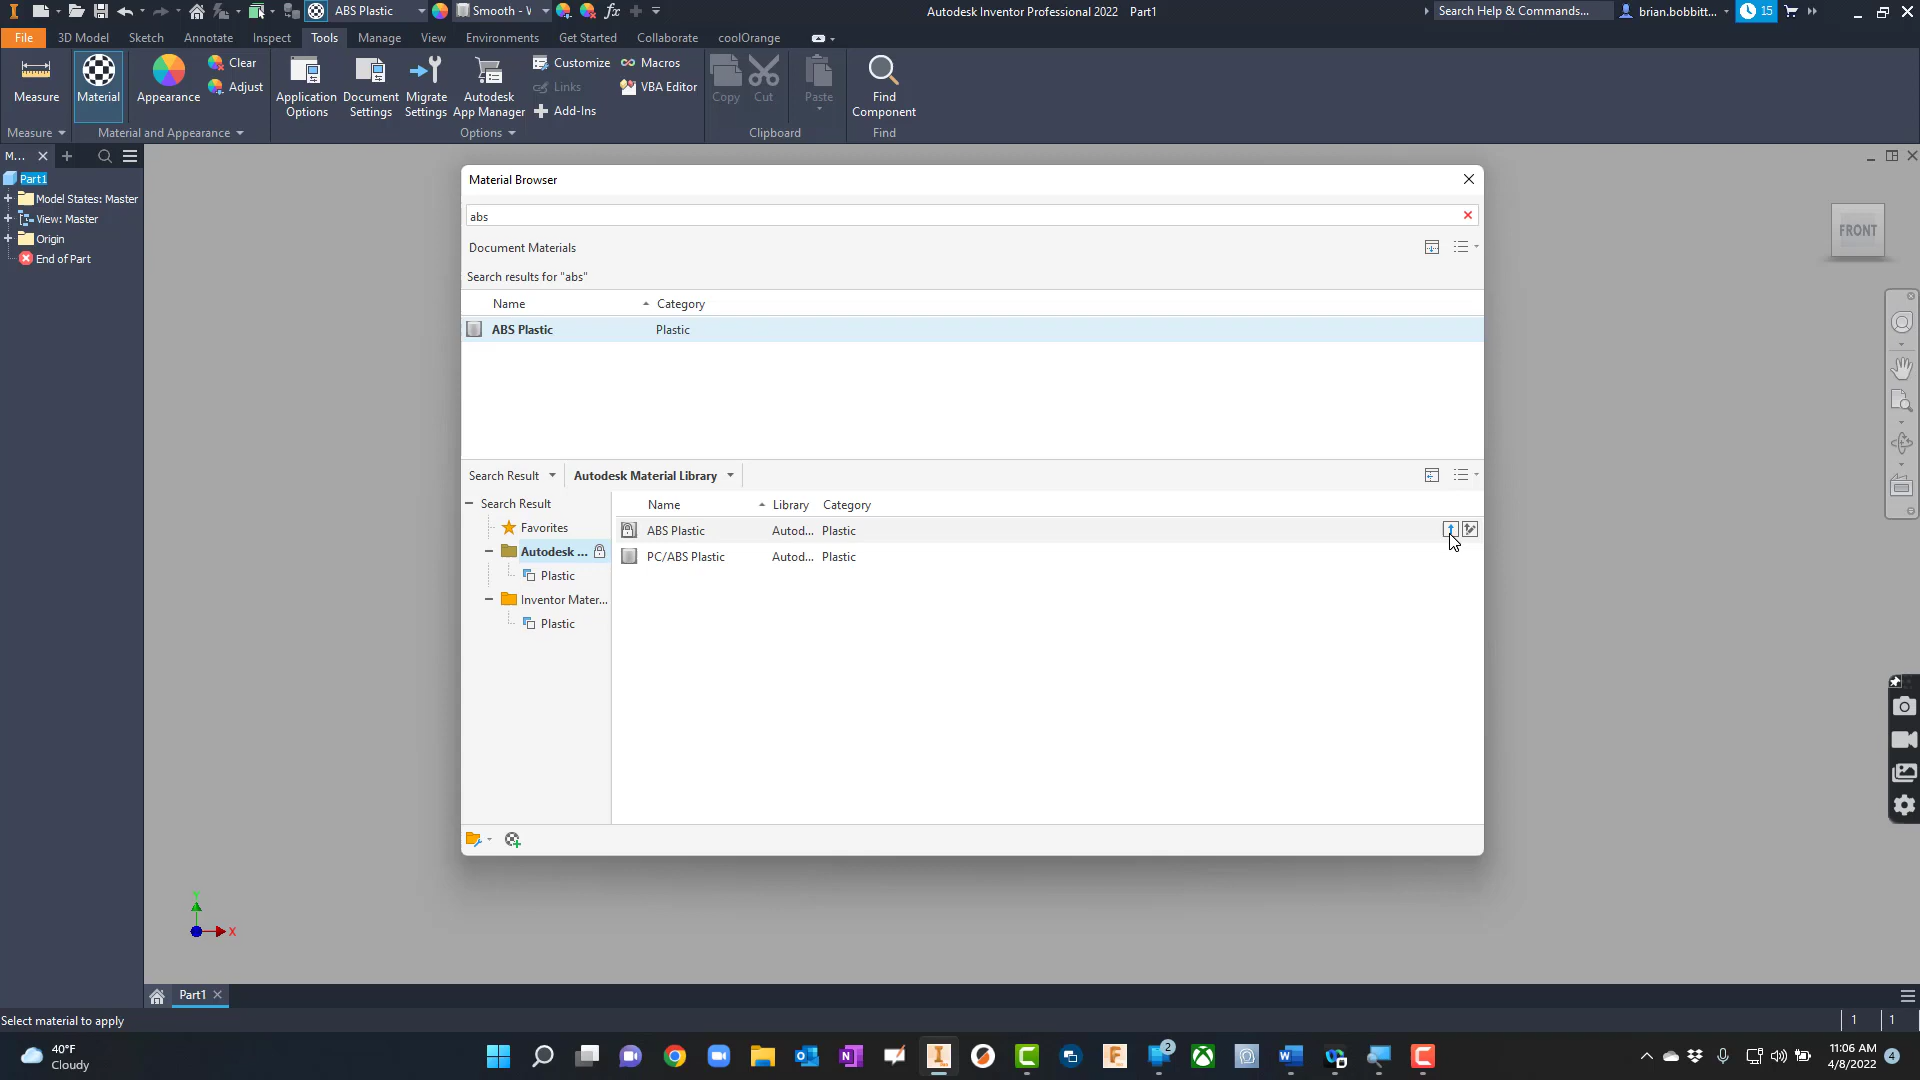 ABS Plastic
Smooth - 
Autodesk Inventor Professional 2022 Part1
Search Help & Commands...
brian.bobbitt...
15
File 3D Model Sketch Annotate Inspect Tools Manage View Environments Get Started Collaborate coolOrange
Measure
Material
Appearance
Clear
Adjust
Application Options
Document Settings
Migrate Settings
Autodesk App Manager
Customize
Links
Add-Ins
Macros
VBA Editor
Copy
Cut
Paste
Find Component
Measure
Material and Appearance
Options
Clipboard
Find
M...
Part1
Model States: Master
View: Master
Origin
End of Part
FRONT
Material Browser
abs
Document Materials
Search results for "abs"
Name Category
ABS Plastic Plastic
Search Result Autodesk Material Library
Search Result
Favorites
Autodesk ...
Plastic
Inventor Mater...
Plastic
Name Library Category
ABS Plastic Autod... Plastic
PC/ABS Plastic Autod... Plastic
Y
X
Part1
Select material to apply
1 1
40°F
Cloudy
2
11:06 AM
4/8/2022
4